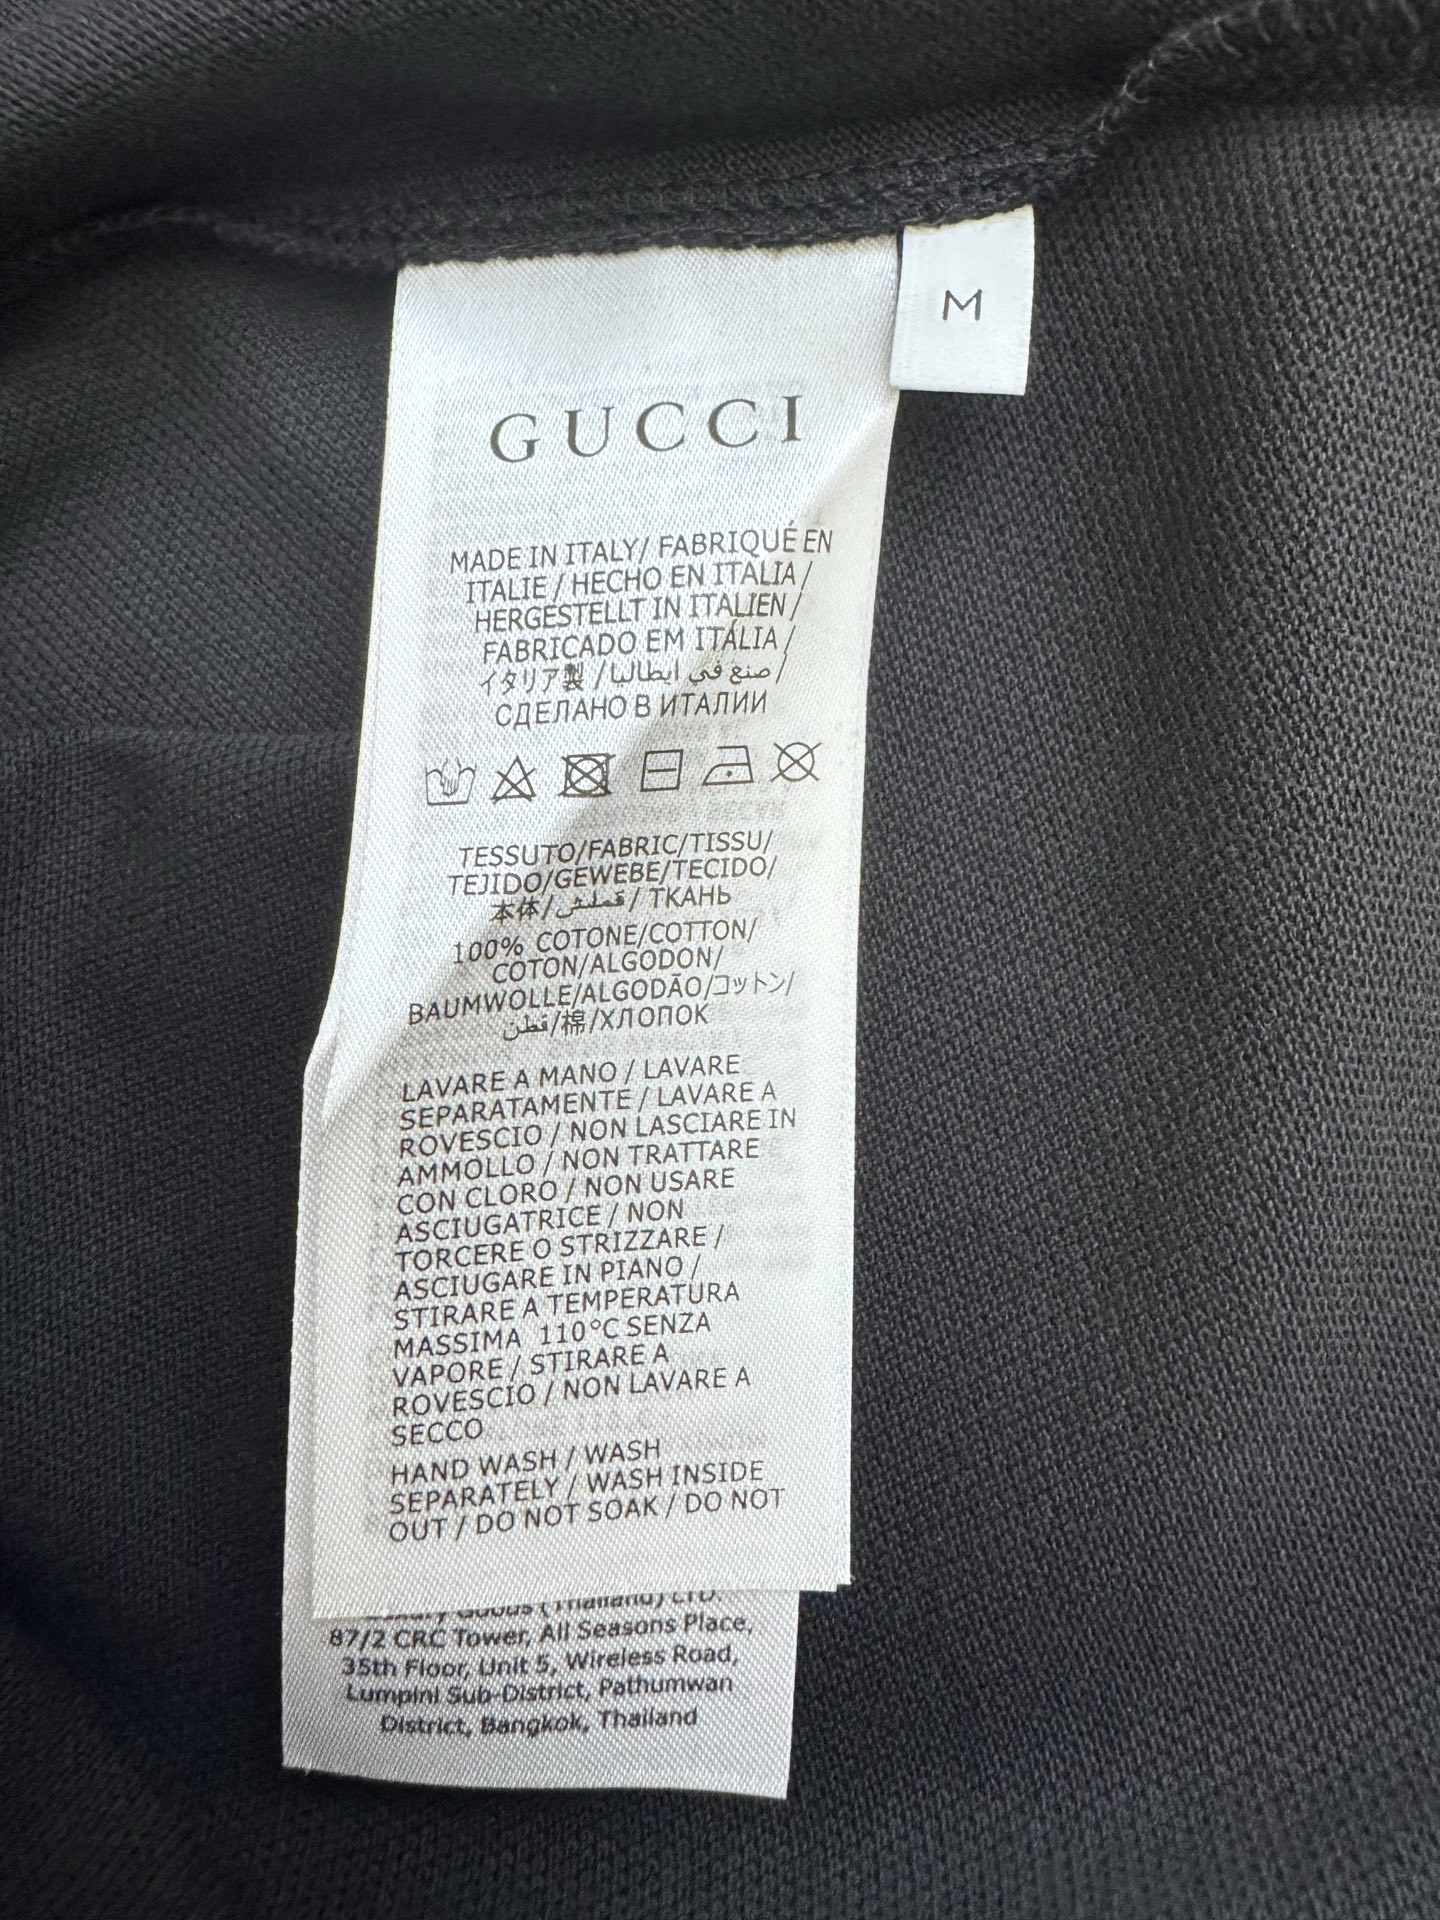 M
GUCCI
MADE IN ITALY/ FABRIQUÉ EN
ITALIE / HECHO EN ITALIA /
HERGESTELLT IN ITALIEN /
FABRICADO EM ITÁLIA /
イタリア製 / صنع في ايطاليا /
СДЕЛАНО В ИТАЛИИ
TESSUTO/FABRIC/TISSU/
TEJIDO/GEWEBE/TECIDO/
本体/قملش/ ТКАНЬ
100% COTONE/COTTON/
COTON/ALGODON/
BAUMWOLLE/ALGODÃO/コットン/
قطن/棉/ХЛОПОК
LAVARE A MANO / LAVARE
SEPARATAMENTE / LAVARE A
ROVESCIO / NON LASCIARE IN
AMMOLLO / NON TRATTARE
CON CLORO / NON USARE
ASCIUGATRICE / NON
TORCERE O STRIZZARE /
ASCIUGARE IN PIANO /
STIRARE A TEMPERATURA
MASSIMA 110°C SENZA
VAPORE / STIRARE A
ROVESCIO / NON LAVARE A
SECCO
HAND WASH / WASH
SEPARATELY / WASH INSIDE
OUT / DO NOT SOAK / DO NOT
Goods (Thailand) LTD.
87/2 CRC Tower, All Seasons Place,
35th Floor, Unit 5, Wireless Road,
Lumpini Sub-District, Pathumwan
District, Bangkok, Thailand